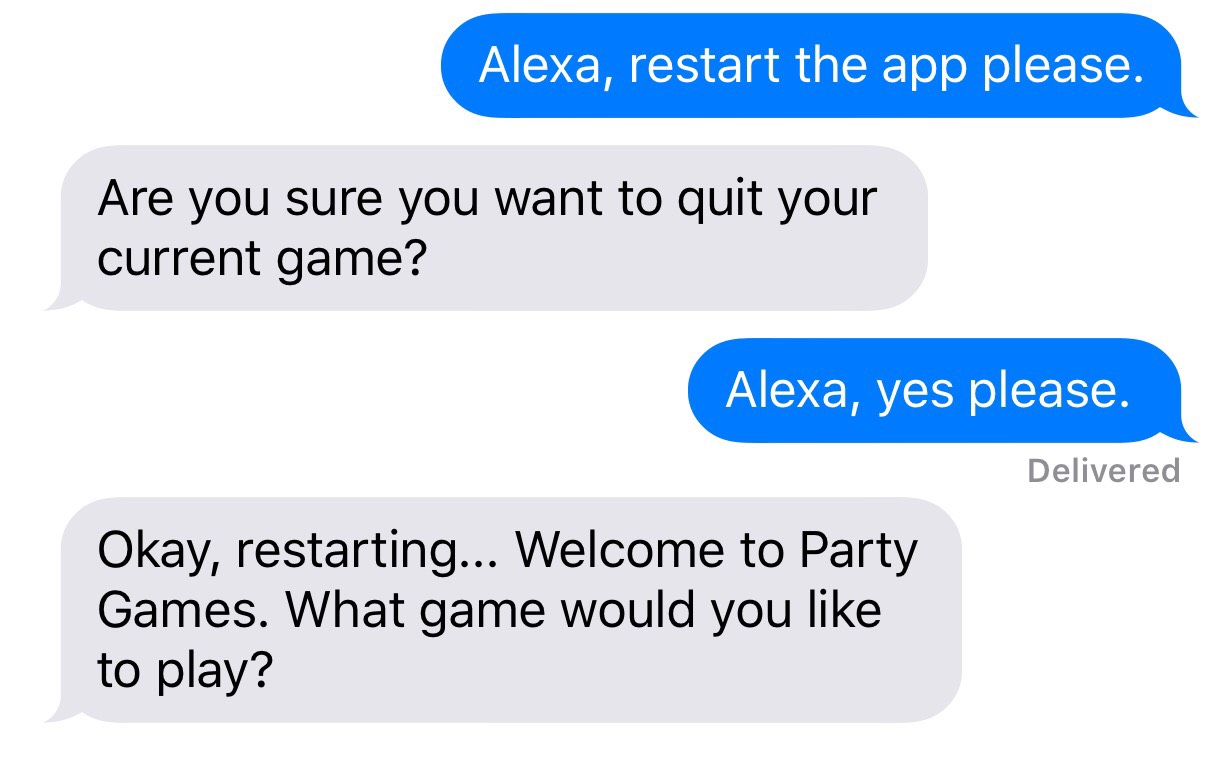 Alexa, restart the app please.
Are you sure you want to quit your
current game?
Alexa, yes please.
Delivered
Okay, restarting... Welcome to Party
Games. What game would you like
to play?